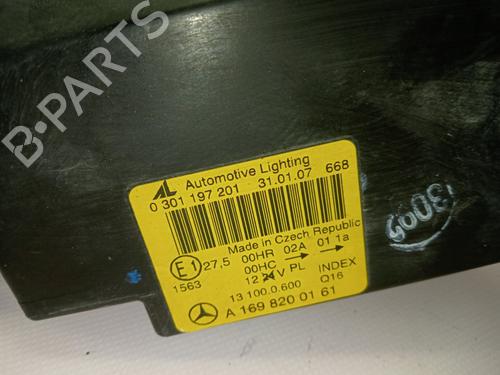 B-PARTS
AL Automotive Lighting
0 301 197 201 31.01.07 668
Made in Czech Republic
E1 27,5 00HR 02A 01 1a
00HC
1563 12 V PL INDEX
13 100.0.600 Q16
A 169 820 01 61